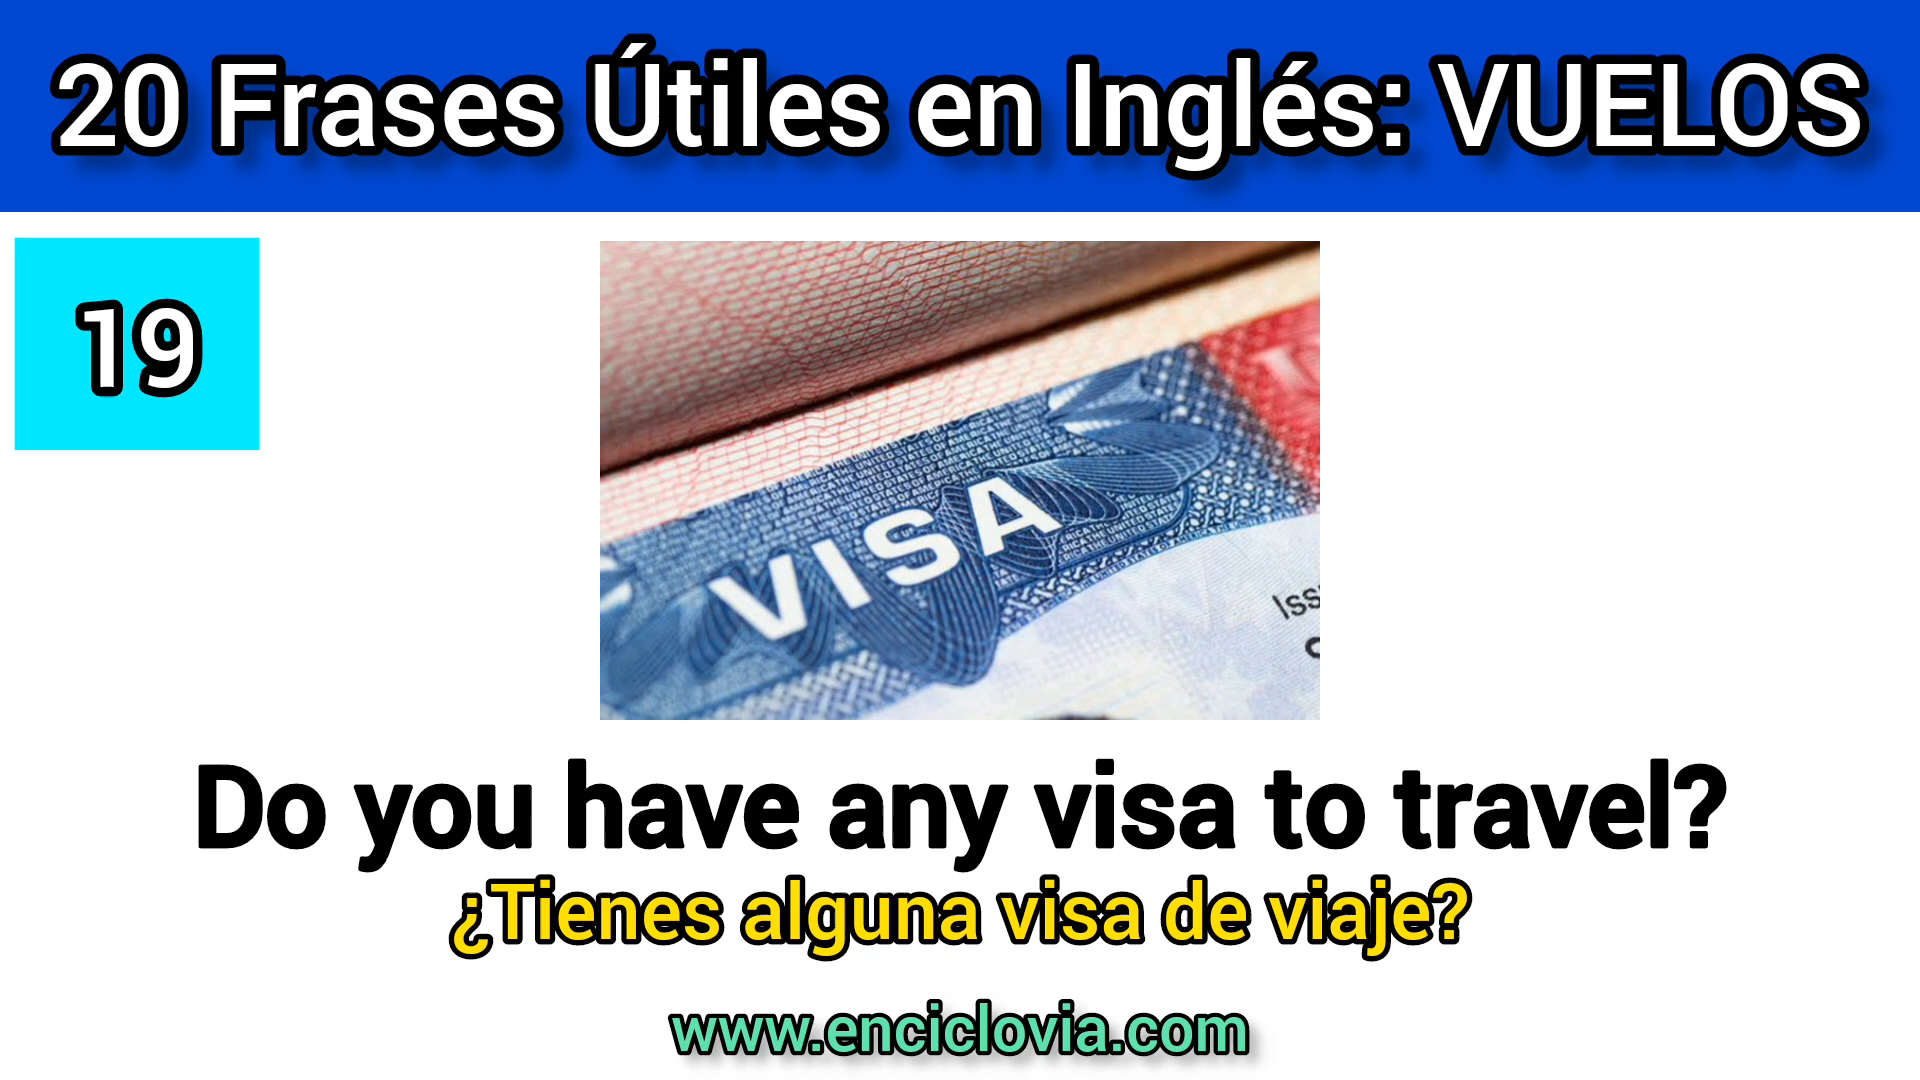 20 Frases Útiles en Inglés: VUELOS
19
VISA
Do you have any visa to travel?
¿Tienes alguna visa de viaje?
www.enciclovia.com